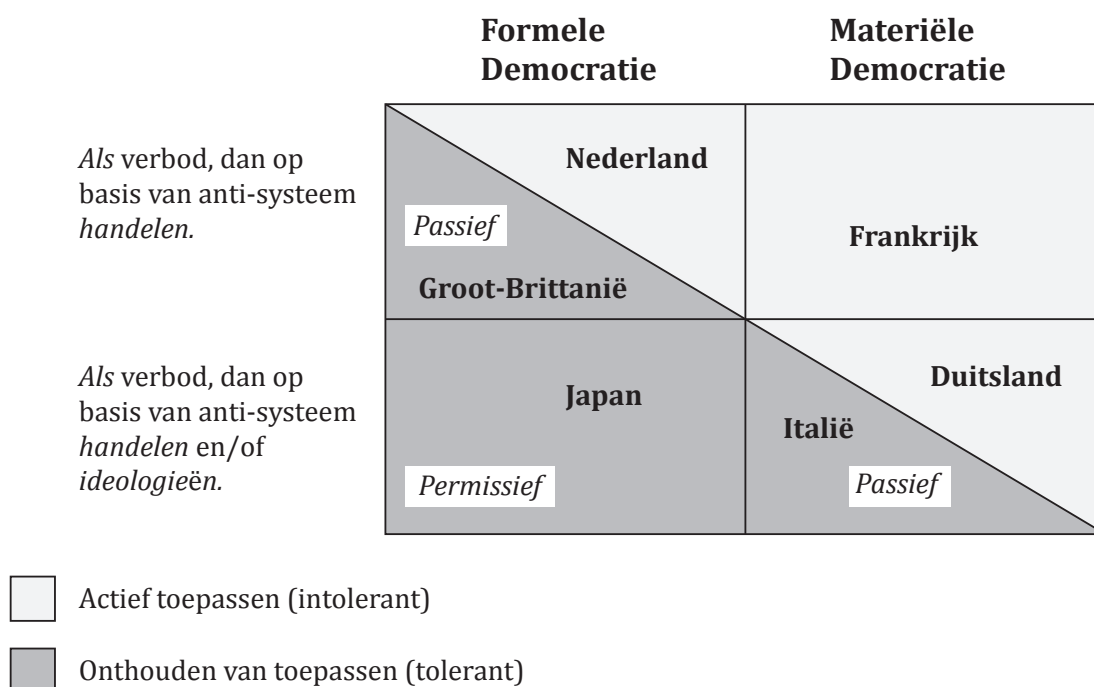 Formele
Democratie
Materiële
Democratie
Als verbod, dan op
basis van anti-systeem
handelen.
Nederland
Passief
Groot-Brittanië
Frankrijk
Als verbod, dan op
basis van anti-systeem
handelen en/of
ideologieën.
Japan
Permissief
Duitsland
Italië
Passief
Actief toepassen (intolerant)
Onthouden van toepassen (tolerant)